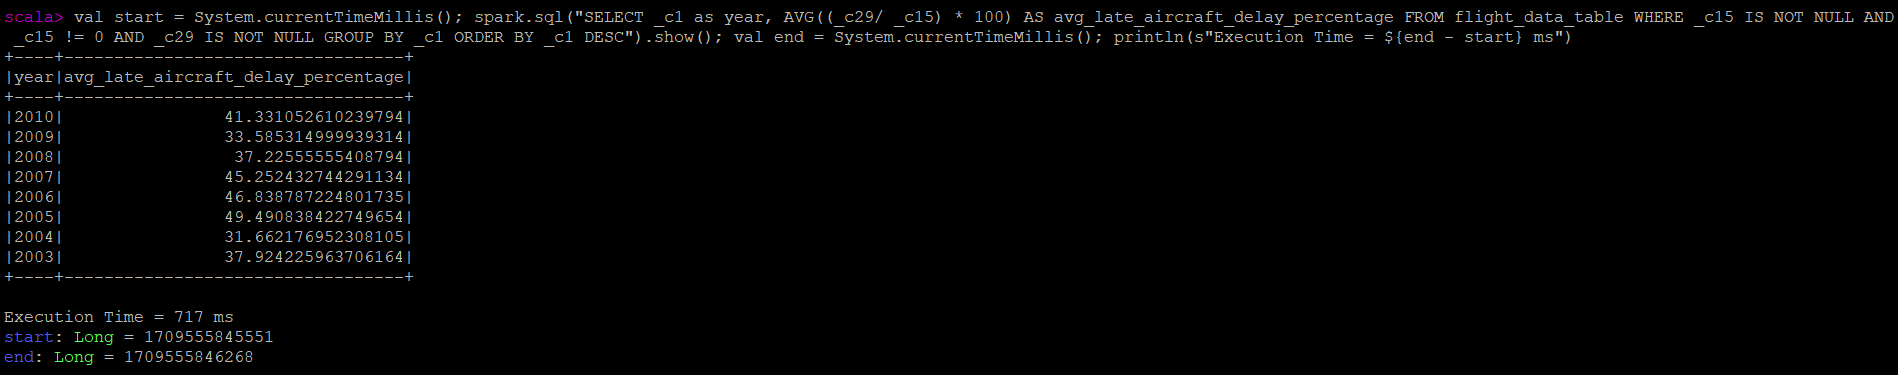 scala> val start = System.currentTimeMillis(); spark.sql("SELECT _c1 as year, AVG((_c29/ _c15) * 100) AS avg_late_aircraft_delay_percentage FROM flight_data_table WHERE _c15 IS NOT NULL AND
 _c15 != 0 AND _c29 IS NOT NULL GROUP BY _c1 ORDER BY _c1 DESC").show(); val end = System.currentTimeMillis(); println(s"Execution Time = ${end - start} ms")
+----+----------------------------------+
|year|avg_late_aircraft_delay_percentage|
+----+----------------------------------+
|2010|                41.331052610239794|
|2009|                33.585314999939314|
|2008|                 37.22555555408794|
|2007|                45.252432744291134|
|2006|                46.838787224801735|
|2005|                49.490838422749654|
|2004|                31.662176952308105|
|2003|                37.924225963706164|
+----+----------------------------------+
Execution Time = 717 ms
start: Long = 1709555845551
end: Long = 1709555846268